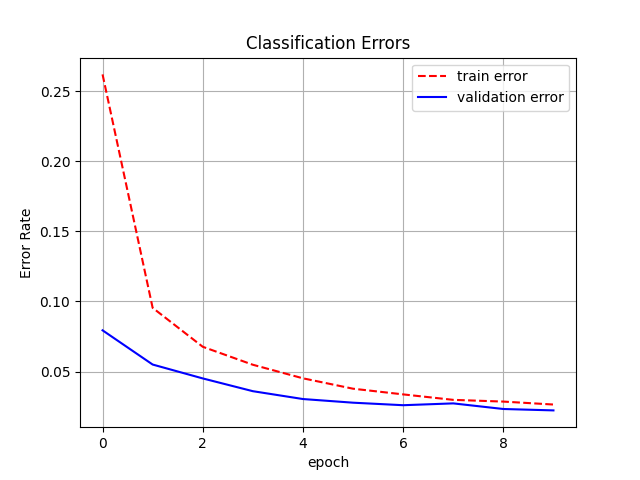 Classification Errors
train error
validation error
0.25
0.20
0.15
0.10
0.05
Error Rate
0
2
4
6
8
epoch